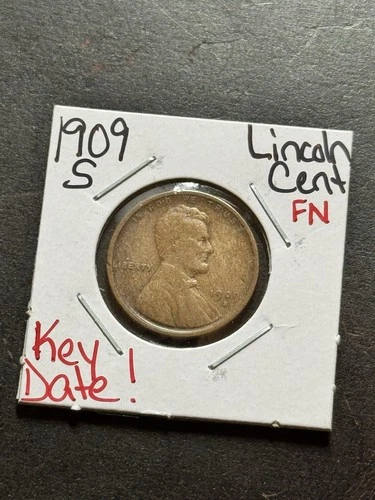 1909
S
Lincoln
Cent
FN
LIBERTY
Key
Date!